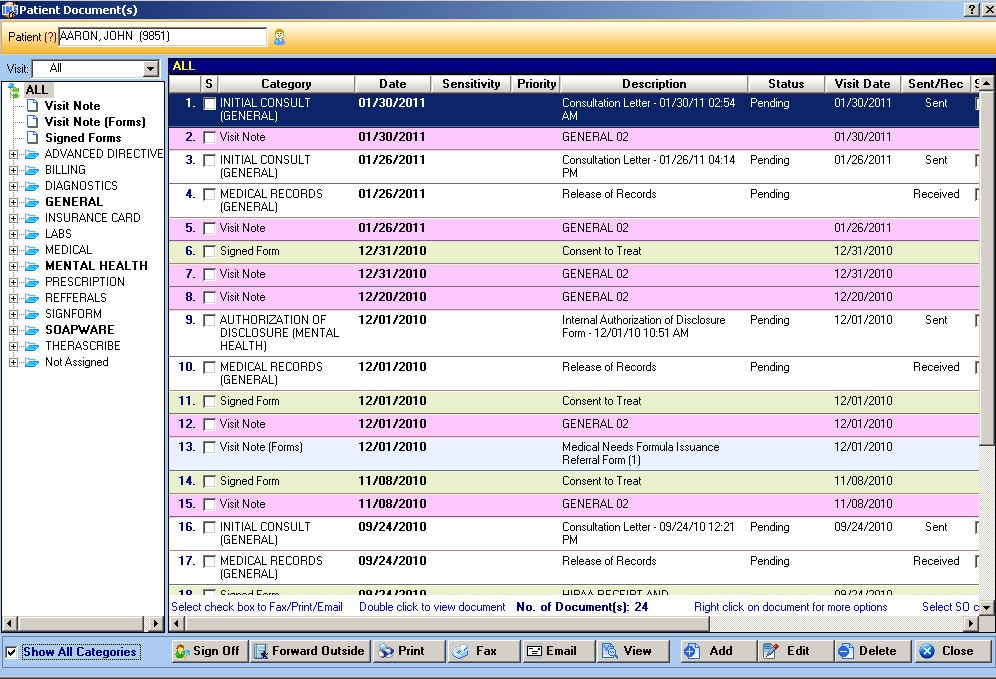 Patient Document(s)
Patient (?) AARON, JOHN (9851)
Visit: All
ALL
Visit Note
Visit Note (Forms)
Signed Forms
ADVANCED DIRECTIVE
BILLING
DIAGNOSTICS
GENERAL
INSURANCE CARD
LABS
MEDICAL
MENTAL HEALTH
PRESCRIPTION
REFFERALS
SIGNFORM
SOAPWARE
THERASCRIBE
Not Assigned
ALL
S Category Date Sensitivity Priority Description Status Visit Date Sent/Rec S
1. INITIAL CONSULT 01/30/2011 Consultation Letter - 01/30/11 02:54 Pending 01/30/2011 Sent
(GENERAL) AM
2. Visit Note 01/30/2011 GENERAL 02 01/30/2011
3. INITIAL CONSULT 01/26/2011 Consultation Letter - 01/26/11 04:14 Pending 01/26/2011 Sent
(GENERAL) PM
4. MEDICAL RECORDS 01/26/2011 Release of Records Pending Received
(GENERAL)
5. Visit Note 01/26/2011 GENERAL 02 01/26/2011
6. Signed Form 12/31/2010 Consent to Treat 12/31/2010
7. Visit Note 12/31/2010 GENERAL 02 12/31/2010
8. Visit Note 12/20/2010 GENERAL 02 12/20/2010
9. AUTHORIZATION OF 12/01/2010 Internal Authorization of Disclosure Pending 12/01/2010 Sent
DISCLOSURE (MENTAL Form - 12/01/10 10:51 AM
HEALTH)
10. MEDICAL RECORDS 12/01/2010 Release of Records Pending Received
(GENERAL)
11. Signed Form 12/01/2010 Consent to Treat 12/01/2010
12. Visit Note 12/01/2010 GENERAL 02 12/01/2010
13. Visit Note (Forms) 12/01/2010 Medical Needs Formula Issuance 12/01/2010
Referral Form (1)
14. Signed Form 11/08/2010 Consent to Treat 11/08/2010
15. Visit Note 11/08/2010 GENERAL 02 11/08/2010
16. INITIAL CONSULT 09/24/2010 Consultation Letter - 09/24/10 12:21 Pending 09/24/2010 Sent
(GENERAL) PM
17. MEDICAL RECORDS 09/24/2010 Release of Records Pending Received
(GENERAL)
18. Signed Form 09/24/2010 HIPAA RECEIPT AND 09/24/2010
Select check box to Fax/Print/Email Double click to view document No. of Document(s): 24 Right click on document for more options Select SO c
Show All Categories Sign Off Forward Outside Print Fax Email View Add Edit Delete Close